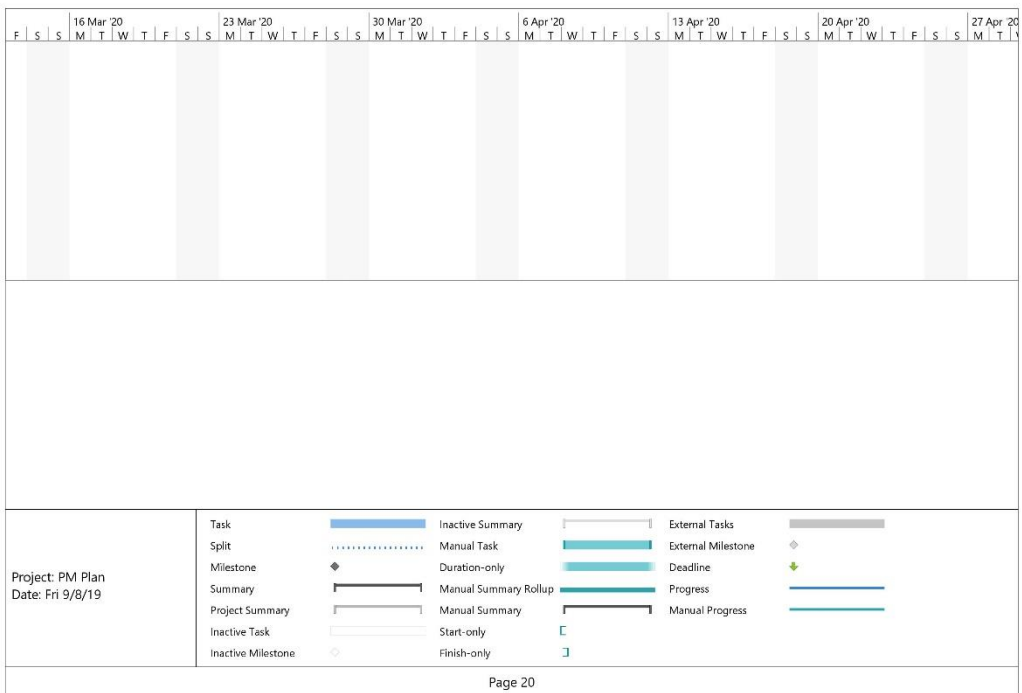 16 Mar '20 23 Mar '20 30 Mar '20 6 Apr '20 13 Apr '20 20 Apr '20 27 Apr '20
F S S M T W T F S S M T W T F S S M T W T F S S M T W T F S S M T W T F S S M T W T F S S M T
Task Inactive Summary External Tasks
Split Manual Task External Milestone
Milestone Duration-only Deadline
Project: PM Plan
Summary Manual Summary Rollup Progress
Date: Fri 9/8/19
Project Summary Manual Summary Manual Progress
Inactive Task Start-only
Inactive Milestone Finish-only
Page 20